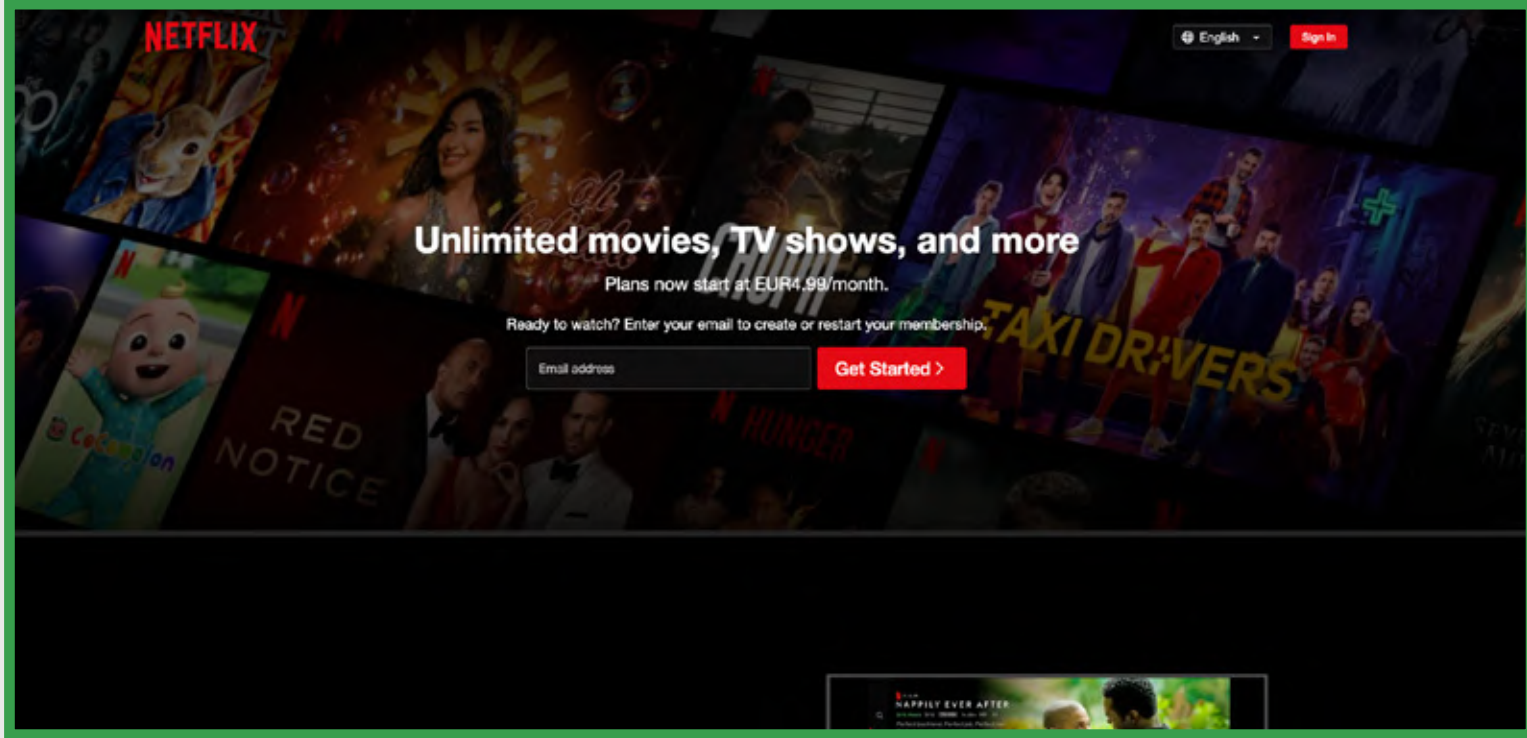 NETFLIX
English
Sign In
Unlimited movies, TV shows, and more
Plans now start at EUR4.99/month.
Ready to watch? Enter your email to create or restart your membership.
Email address
Get Started >
TAXI DRIVERS
CoComelon
RED
NOTICE
HUNGER
NAPPILY EVER AFTER